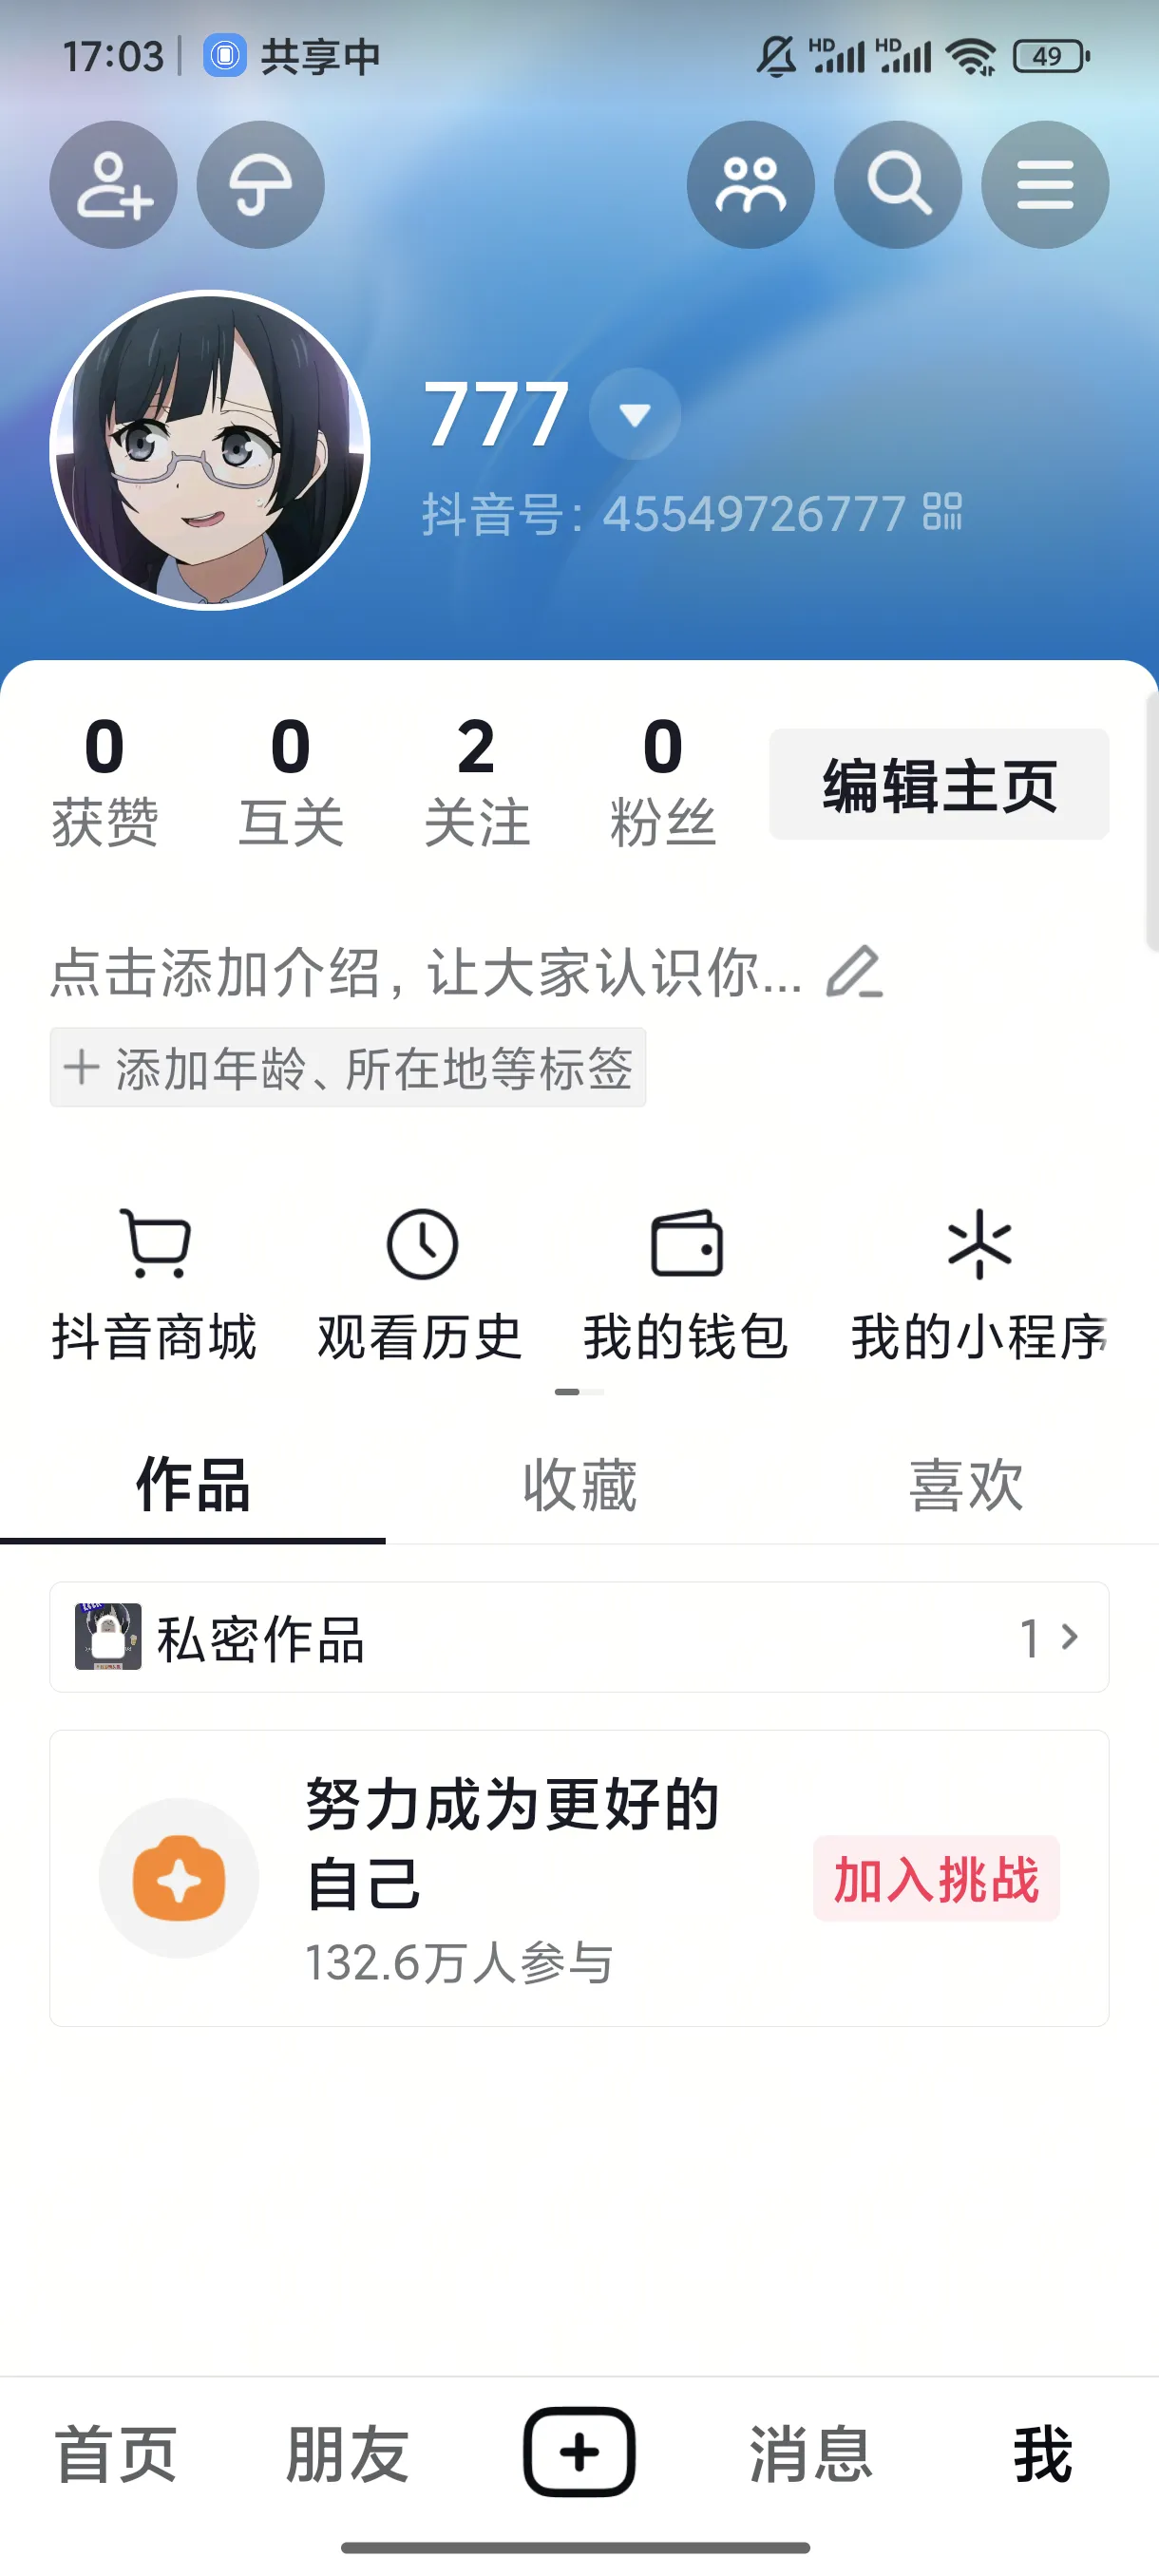 17:03 共享中 HD HD 49
777
抖音号: 45549726777
0 0 2 0
获赞 互关 关注 粉丝 编辑主页
点击添加介绍，让大家认识你...
添加年龄、所在地等标签
抖音商城 观看历史 我的钱包 我的小程序
作品 收藏 喜欢
私密作品 1
努力成为更好的
自己
加入挑战
132.6万人参与
首页 朋友 消息 我